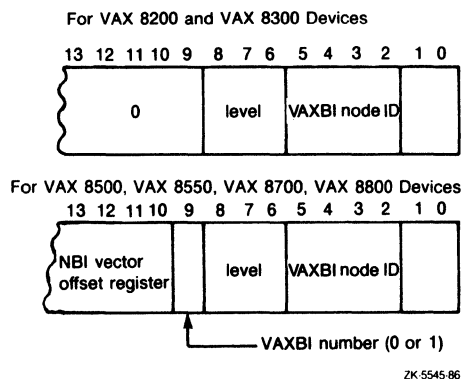 For VAX 8200 and VAX 8300 Devices
13 12 11 10 9 8 7 6 5 4 3 2 1 0
0 level VAXBI node ID
For VAX 8500, VAX 8550, VAX 8700, VAX 8800 Devices
13 12 11 10 9 8 7 6 5 4 3 2 1 0
NBI vector
offset register level VAXBI node ID
VAXBI number (0 or 1)
ZK-5545-86